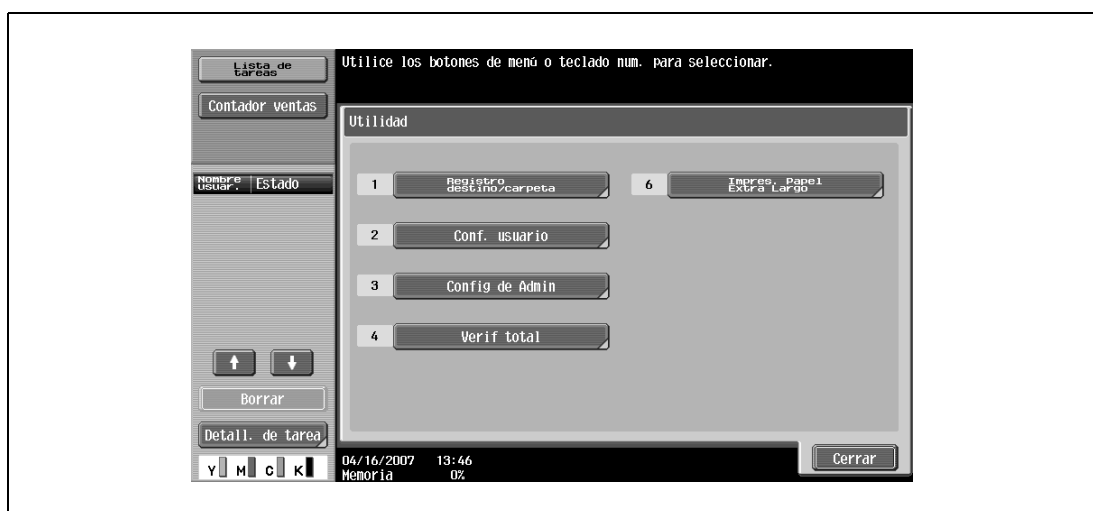 Lista de
tareas
Utilice los botones de menú o teclado num. para seleccionar.
Contador ventas
Utilidad
Nombre
usuar.
Estado
1
Registro
destino/carpeta
6
Impres. Papel
Extra Largo
2
Conf. usuario
3
Config de Admin
4
Verif total
Borrar
Detall. de tarea
Y M C K
04/16/2007 13:46
Memoria 0%
Cerrar